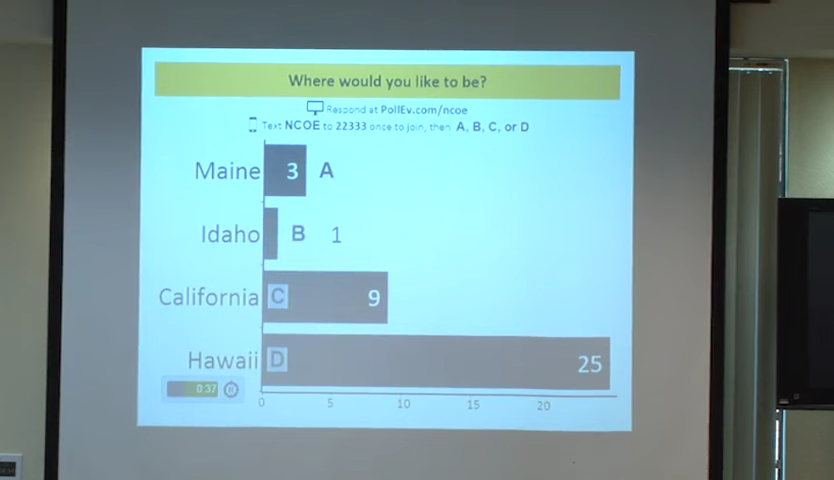 Where would you like to be?
Respond at PollEv.com/ncoe
Text NCOE to 22333 once to join, then A, B, C, or D
Maine 3 A
Idaho B 1
California C 9
Hawaii D 25
0:37
0 5 10 15 20